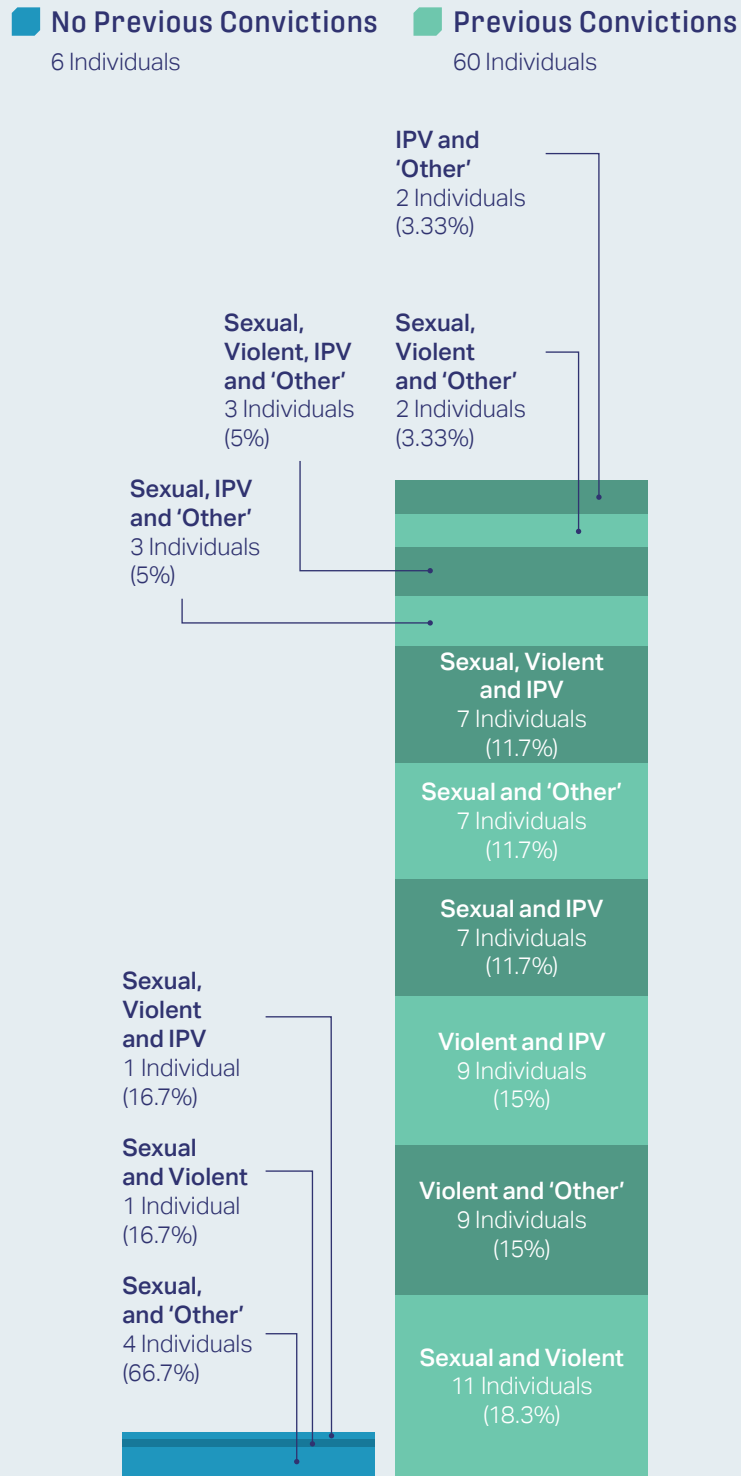 No Previous Convictions
6 Individuals
Previous Convictions
60 Individuals
IPV and
‘Other’
2 Individuals
(3.33%)
Sexual,
Violent, IPV
and ‘Other’
3 Individuals
(5%)
Sexual,
Violent
and ‘Other’
2 Individuals
(3.33%)
Sexual, IPV
and ‘Other’
3 Individuals
(5%)
Sexual, Violent
and IPV
7 Individuals
(11.7%)
Sexual and ‘Other’
7 Individuals
(11.7%)
Sexual and IPV
7 Individuals
(11.7%)
Violent and IPV
9 Individuals
(15%)
Violent and ‘Other’
9 Individuals
(15%)
Sexual and Violent
11 Individuals
(18.3%)
Sexual,
Violent
and IPV
1 Individual
(16.7%)
Sexual
and Violent
1 Individual
(16.7%)
Sexual,
and ‘Other’
4 Individuals
(66.7%)